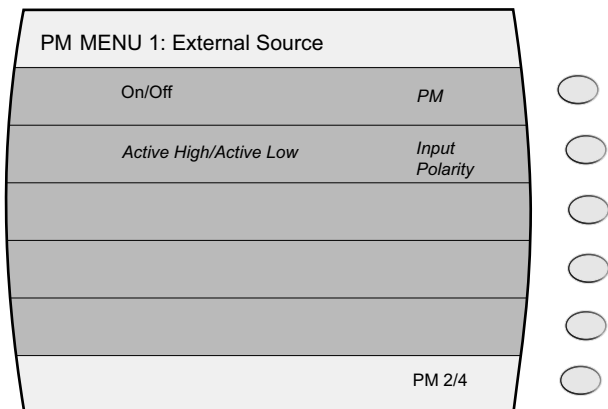 PM MENU 1: External Source
On/Off PM
Active High/Active Low Input
Polarity
PM 2/4